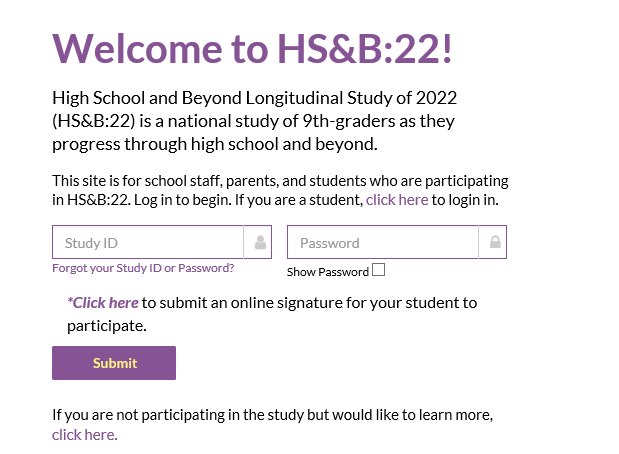 Welcome to HS&B:22!
High School and Beyond Longitudinal Study of 2022
(HS&B:22) is a national study of 9th-graders as they
progress through high school and beyond.
This site is for school staff, parents, and students who are participating
in HS&B:22. Log in to begin. If you are a student, click here to login in.
Study ID
Password
Forgot your Study ID or Password?
Show Password
*Click here to submit an online signature for your student to
participate.
Submit
If you are not participating in the study but would like to learn more,
click here.